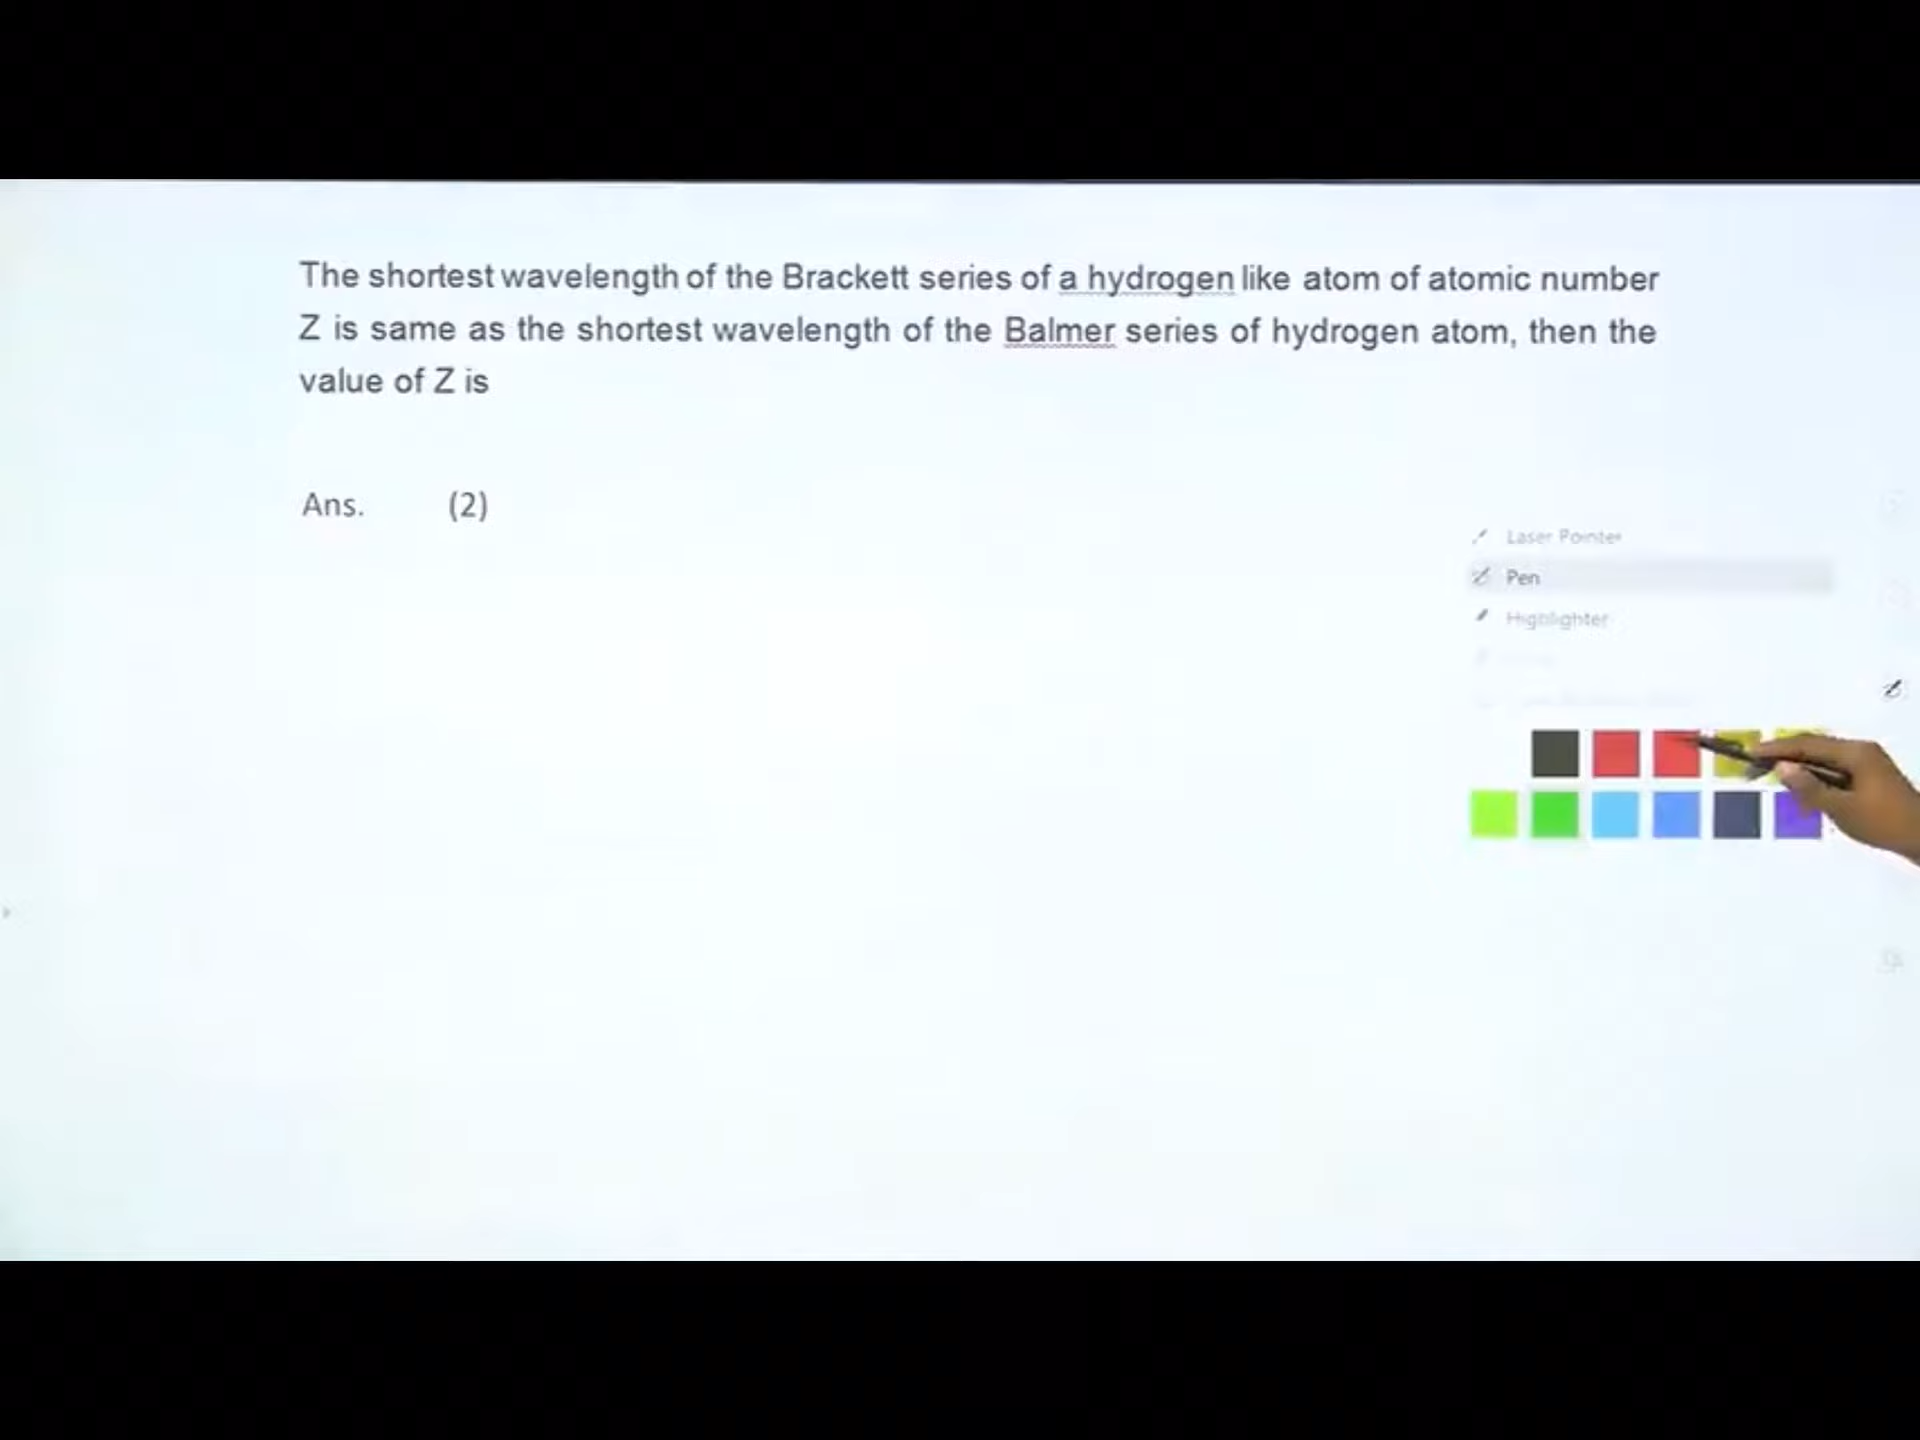 The shortest wavelength of the Brackett series of a hydrogen like atom of atomic number
Z is same as the shortest wavelength of the Balmer series of hydrogen atom, then the
value of Z is
Ans. (2)
Laser Pointer
Pen
Highlighter